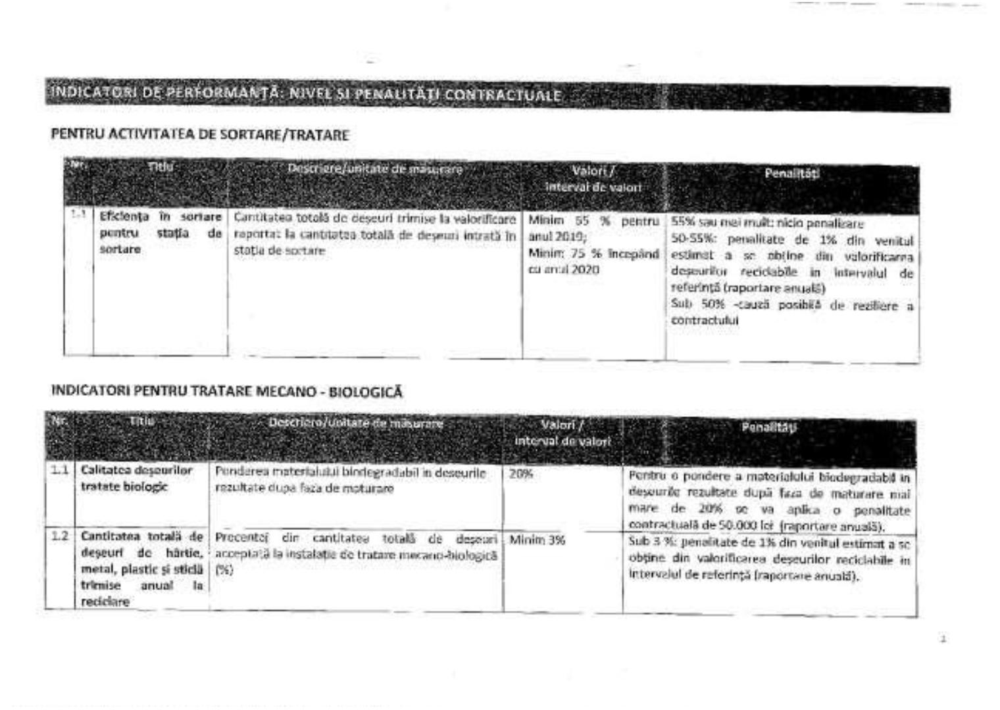 INDICATORI DE PERFORMANȚĂ: NIVEL ȘI PENALITĂȚI CONTRACTUALE
PENTRU ACTIVITATEA DE SORTARE/TRATARE
Nr. Titlu Descriere/unitate de măsurare Valori / interval de valori Penalități
1.1
Eficiența în sortare
pentru stația de
sortare
Cantitatea totală de deșeuri trimise la valorificare
raportat la cantitatea totală de deșeuri intrată în
stația de sortare
Minim 55 % pentru
anul 2019;
Minim 75 % începând
cu anul 2020
55% sau mai mult: nicio penalizare
50-55%: penalitate de 1% din venitul
estimat a se obține din valorificarea
deșeurilor reciclabile in intervalul de
referință (raportare anuală)
Sub 50% -cauză posibilă de reziliere a
contractului
INDICATORI PENTRU TRATARE MECANO - BIOLOGICĂ
Nr. Titlu Descriere/unitate de măsurare Valori / interval de valori Penalități
1.1
Calitatea deșeurilor
tratate biologic
Ponderea materialului biodegradabil in deseurile
rezultate dupa faza de maturare
20%
Pentru o pondere a materialului biodegradabil in
deșeurile rezultate după faza de maturare mai
mare de 20% se va aplica o penalitate
contractuală de 50.000 lei (raportare anuală).
1.2
Cantitatea totală de
deșeuri de hârtie,
metal, plastic și sticlă
trimise anual la
reciclare
Procentaj din cantitatea totală de deșeuri
acceptată la instalație de tratare mecano-biologică
(%)
Minim 3%
Sub 3 %: penalitate de 1% din venitul estimat a se
obține din valorificarea deșeurilor reciclabile in
intervalul de referință (raportare anuală).
1